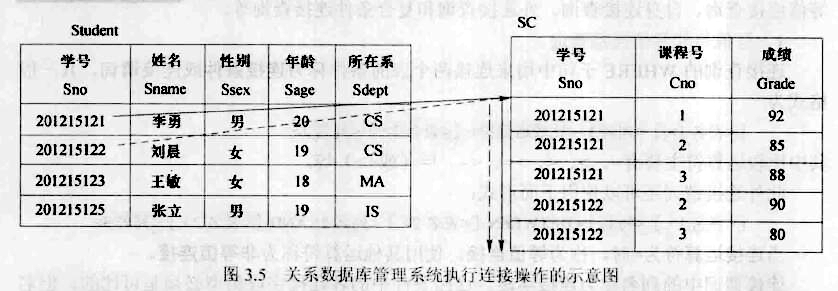 Student
学号 姓名 性别 年龄 所在系
Sno Sname Ssex Sage Sdept
201215121 李勇 男 20 CS
201215122 刘晨 女 19 CS
201215123 王敏 女 18 MA
201215125 张立 男 19 IS
SC
学号 课程号 成绩
Sno Cno Grade
201215121 1 92
201215121 2 85
201215121 3 88
201215122 2 90
201215122 3 80
图 3.5 关系数据库管理系统执行连接操作的示意图